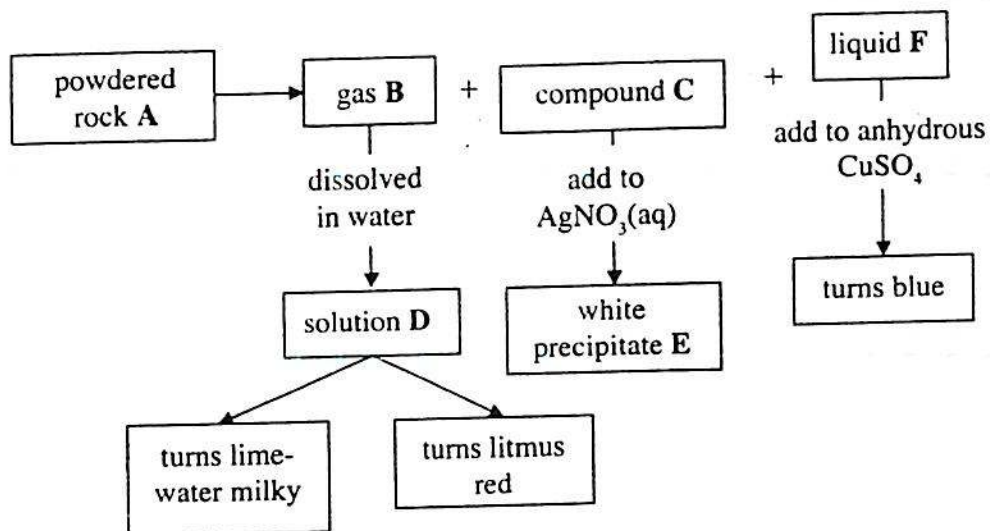 powdered
rock A
gas B
+
compound C
+
liquid F
dissolved
in water
add to
AgNO₃(aq)
add to anhydrous
CuSO₄
solution D
white
precipitate E
turns blue
turns lime-
water milky
turns litmus
red